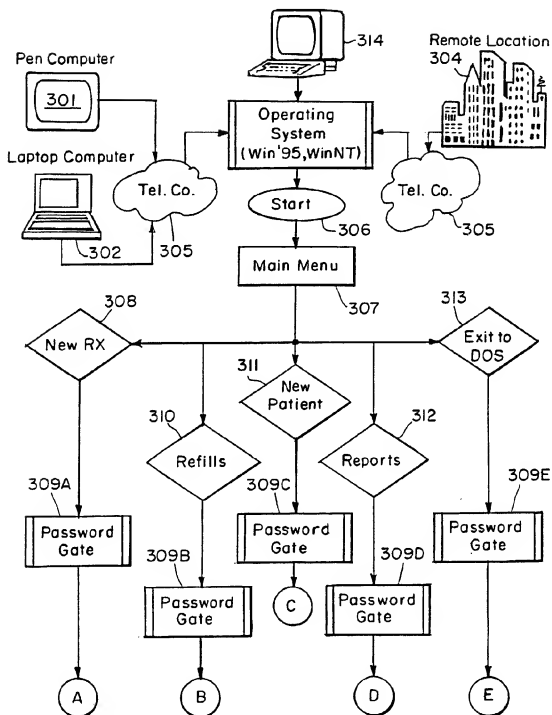 314
Remote Location
304
Pen Computer
301
Operating
System
(Win'95,WinNT)
Laptop Computer
Tel. Co.
Tel. Co.
302
305
305
Start
306
Main Menu
307
308
New RX
313
Exit to
DOS
311
New
Patient
310
Refills
312
Reports
309A
Password
Gate
309B
Password
Gate
309C
Password
Gate
309D
Password
Gate
309E
Password
Gate
C
A
B
D
E